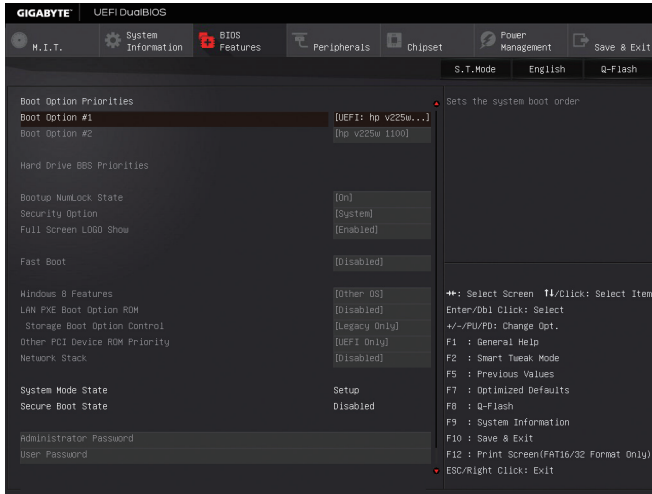 GIGABYTE™ UEFI DualBIOS
M.I.T. System Information BIOS Features Peripherals Chipset Power Management Save & Exit
S.T.Mode English Q-Flash
Boot Option Priorities
Boot Option #1 [UEFI: hp v225w...]
Boot Option #2 [hp v225w 1100]
Hard Drive BBS Priorities
Bootup NumLock State [On]
Security Option [System]
Full Screen LOGO Show [Enabled]
Fast Boot [Disabled]
Windows 8 Features [Other OS]
LAN PXE Boot Option ROM [Disabled]
Storage Boot Option Control [Legacy Only]
Other PCI Device ROM Priority [UEFI Only]
Network Stack [Disabled]
System Mode State Setup
Secure Boot State Disabled
Administrator Password
User Password
Sets the system boot order
→←: Select Screen ↑↓/Click: Select Item
Enter/Dbl Click: Select
+/-/PU/PD: Change Opt.
F1 : General Help
F2 : Smart Tweak Mode
F5 : Previous Values
F7 : Optimized Defaults
F8 : Q-Flash
F9 : System Information
F10 : Save & Exit
F12 : Print Screen(FAT16/32 Format Only)
ESC/Right Click: Exit